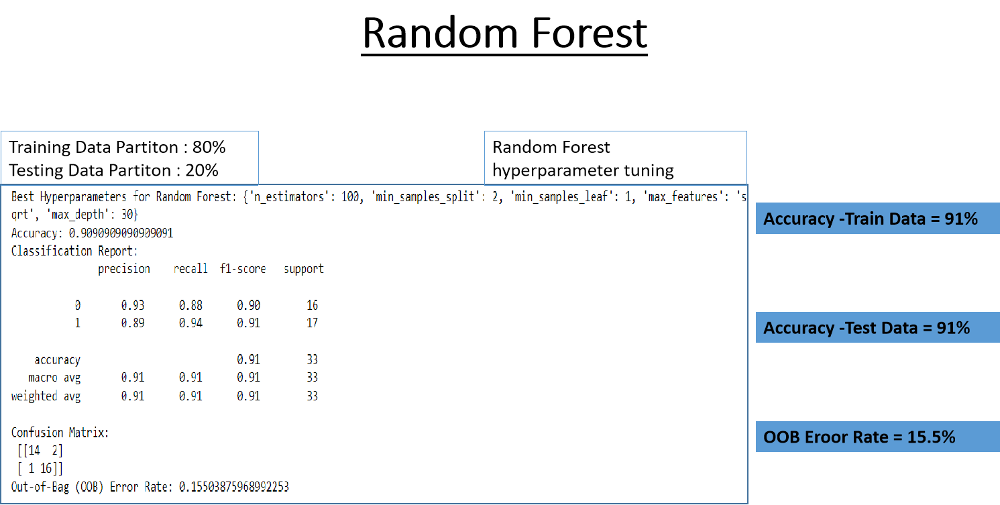 Random Forest
Training Data Partiton : 80%
Testing Data Partiton : 20%
Random Forest
hyperparameter tuning
Best Hyperparameters for Random Forest: {'n_estimators': 100, 'min_samples_split': 2, 'min_samples_leaf': 1, 'max_features': 's
qrt', 'max_depth': 30}
Accuracy: 0.9090909090909091
Classification Report:
precision recall f1-score support
0 0.93 0.88 0.90 16
1 0.89 0.94 0.91 17
accuracy 0.91 33
macro avg 0.91 0.91 0.91 33
weighted avg 0.91 0.91 0.91 33
Confusion Matrix:
[[14 2]
[ 1 16]]
Out-of-Bag (OOB) Error Rate: 0.15503875968992253
Accuracy -Train Data = 91%
Accuracy -Test Data = 91%
OOB Eroor Rate = 15.5%